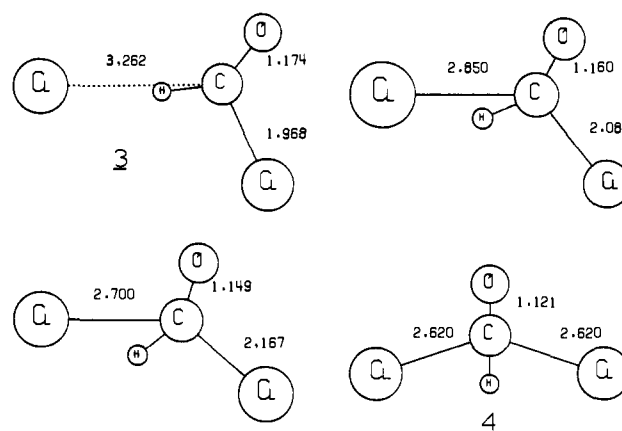 O
3.262
1.174
Cl
H
C
1.968
3
Cl
O
2.850
1.160
Cl
C
H
2.08
Cl
O
2.700
1.149
Cl
C
H
2.167
Cl
O
1.121
2.620
C
2.620
Cl
H
Cl
4